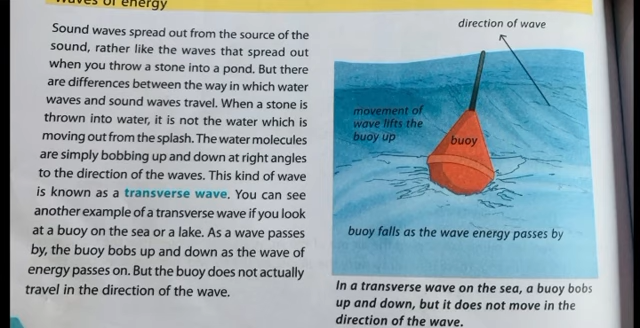 Waves of energy
Sound waves spread out from the source of the
sound, rather like the waves that spread out
when you throw a stone into a pond. But there
are differences between the way in which water
waves and sound waves travel. When a stone is
thrown into water, it is not the water which is
moving out from the splash. The water molecules
are simply bobbing up and down at right angles
to the direction of the waves. This kind of wave
is known as a transverse wave. You can see
another example of a transverse wave if you look
at a buoy on the sea or a lake. As a wave passes
by, the buoy bobs up and down as the wave of
energy passes on. But the buoy does not actually
travel in the direction of the wave.
direction of wave
movement of
wave lifts the
buoy up
buoy
buoy falls as the wave energy passes by
In a transverse wave on the sea, a buoy bobs
up and down, but it does not move in the
direction of the wave.